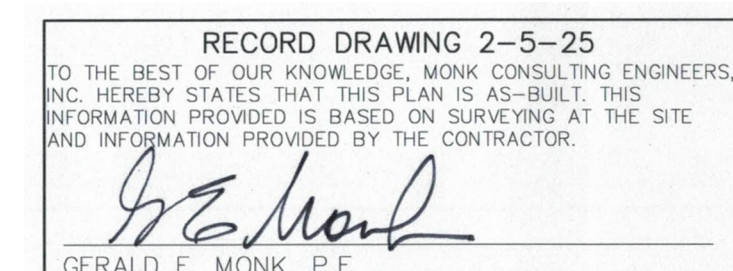 RECORD DRAWING 2-5-25
TO THE BEST OF OUR KNOWLEDGE, MONK CONSULTING ENGINEERS,
INC. HEREBY STATES THAT THIS PLAN IS AS-BUILT. THIS
INFORMATION PROVIDED IS BASED ON SURVEYING AT THE SITE
AND INFORMATION PROVIDED BY THE CONTRACTOR.
G E Monk
GERALD E. MONK, P.E.